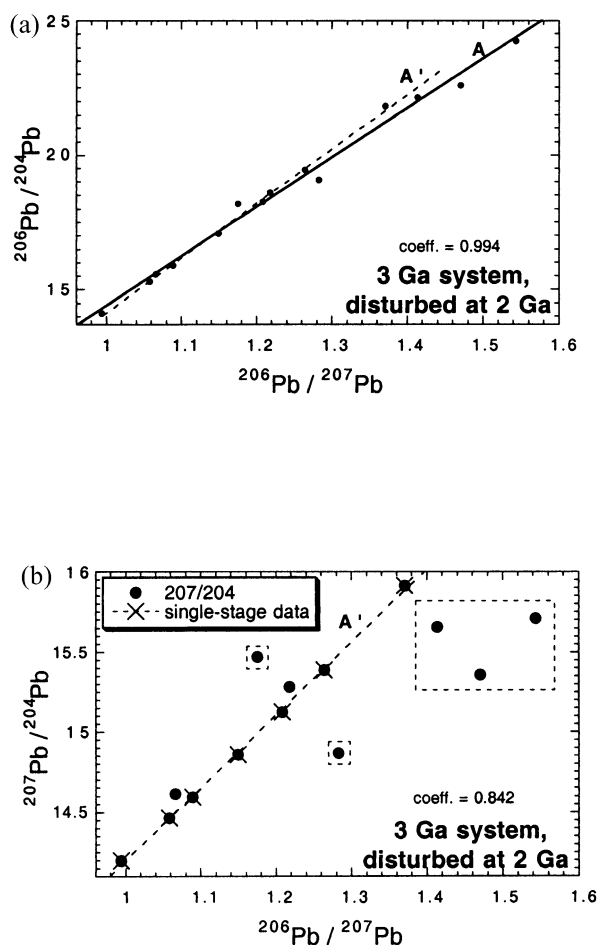 (a)
25
20
15
206Pb / 204Pb
A
A'
coeff. = 0.994
3 Ga system,
disturbed at 2 Ga
1 1.1 1.2 1.3 1.4 1.5 1.6
206Pb / 207Pb
(b)
16
15.5
15
14.5
207Pb / 204Pb
207/204
single-stage data
A'
coeff. = 0.842
3 Ga system,
disturbed at 2 Ga
1 1.1 1.2 1.3 1.4 1.5 1.6
206Pb / 207Pb